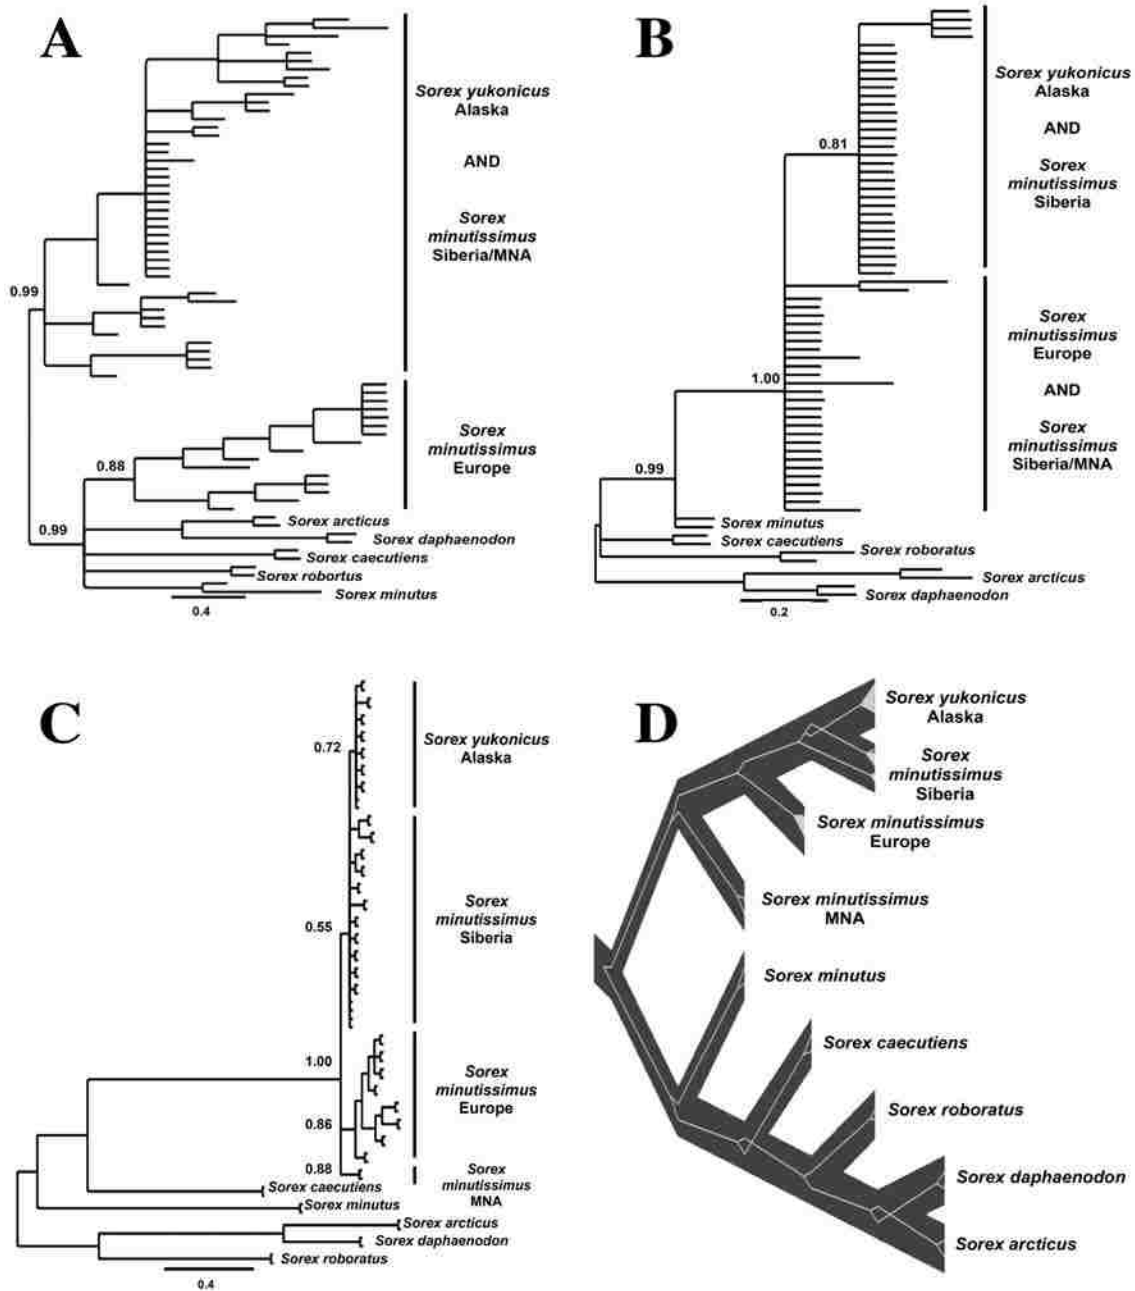 A
Sorex yukonicus
Alaska
AND
Sorex
minutissimus
Siberia/MNA
0.99
Sorex
minutissimus
Europe
0.88
0.99
Sorex arcticus
Sorex daphaenodon
Sorex caecutiens
Sorex robortus
Sorex minutus
0.4
B
Sorex yukonicus
Alaska
AND
0.81
Sorex
minutissimus
Siberia
Sorex
minutissimus
Europe
1.00
AND
Sorex
minutissimus
Siberia/MNA
0.99
Sorex minutus
Sorex caecutiens
Sorex roboratus
Sorex arcticus
Sorex daphaenodon
0.2
C
0.72
Sorex yukonicus
Alaska
Sorex
minutissimus
Siberia
0.55
1.00
Sorex
minutissimus
Europe
0.86
0.88
Sorex
minutissimus
MNA
Sorex caecutiens
Sorex minutus
Sorex arcticus
Sorex daphaenodon
Sorex roboratus
0.4
D
Sorex yukonicus
Alaska
Sorex
minutissimus
Siberia
Sorex minutissimus
Europe
Sorex minutissimus
MNA
Sorex minutus
Sorex caecutiens
Sorex roboratus
Sorex daphaenodon
Sorex arcticus